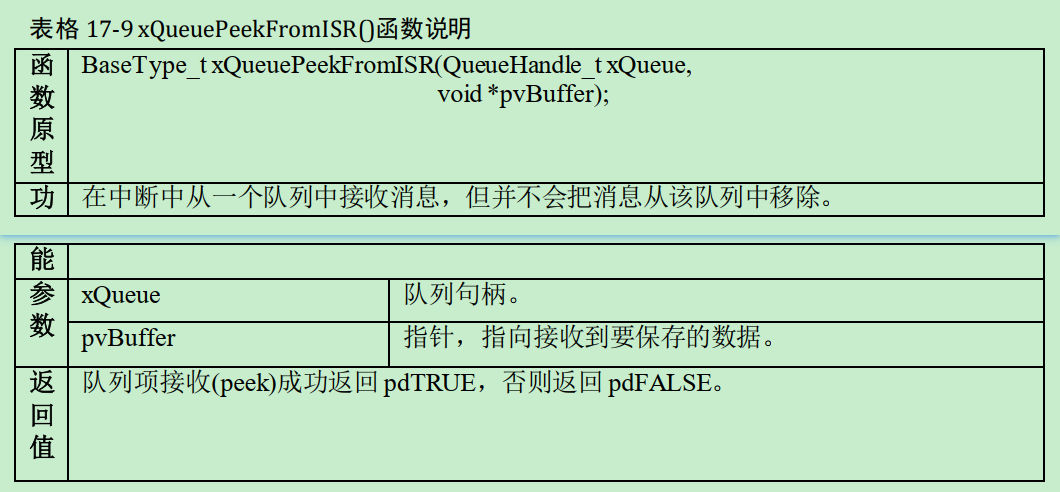 表格 17-9 xQueuePeekFromISR()函数说明
函数原型
BaseType_t xQueuePeekFromISR(QueueHandle_t xQueue,
void *pvBuffer);
功
在中断中从一个队列中接收消息，但并不会把消息从该队列中移除。
能
参数
xQueue
队列句柄。
pvBuffer
指针，指向接收到要保存的数据。
返回值
队列项接收(peek)成功返回 pdTRUE，否则返回 pdFALSE。